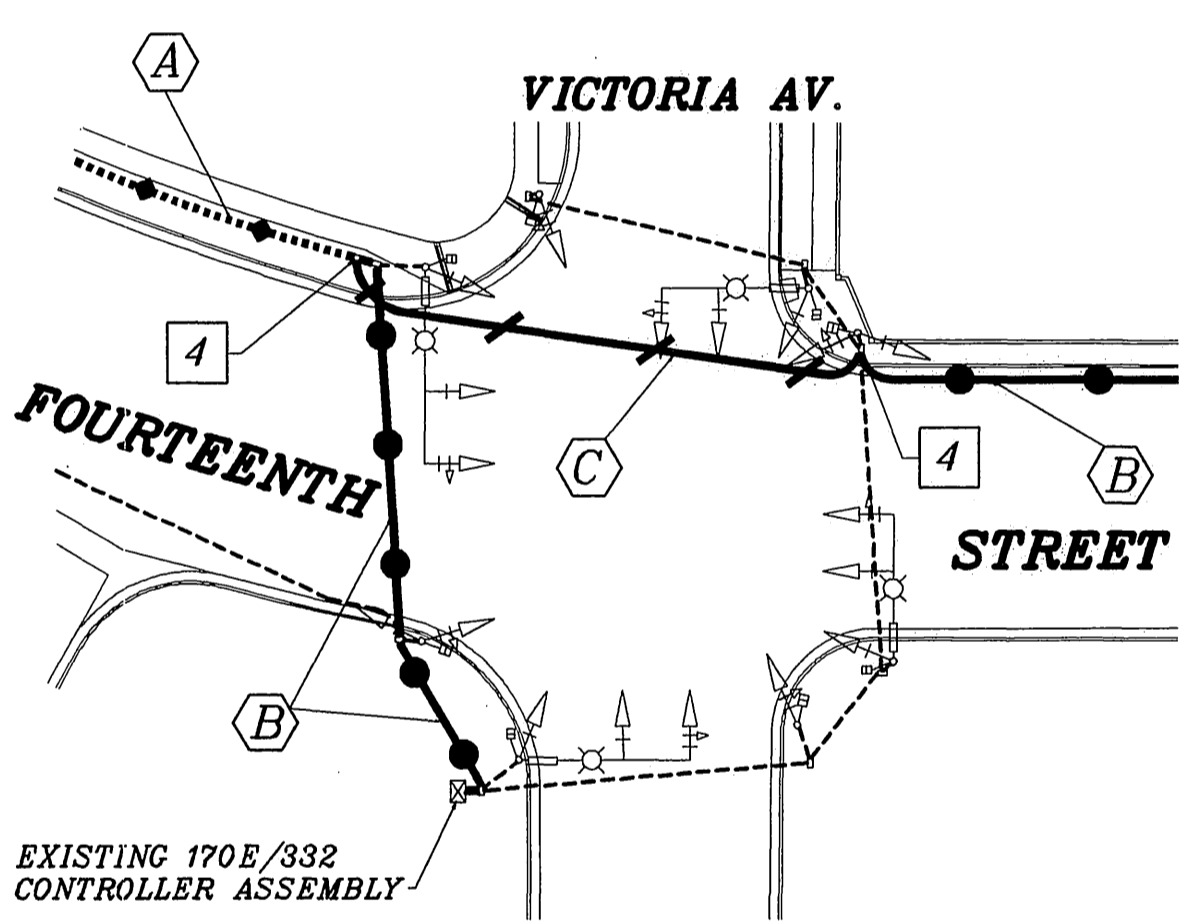 A
VICTORIA AV.
4
FOURTEENTH
C
4
B
STREET
B
EXISTING 170E/332
CONTROLLER ASSEMBLY